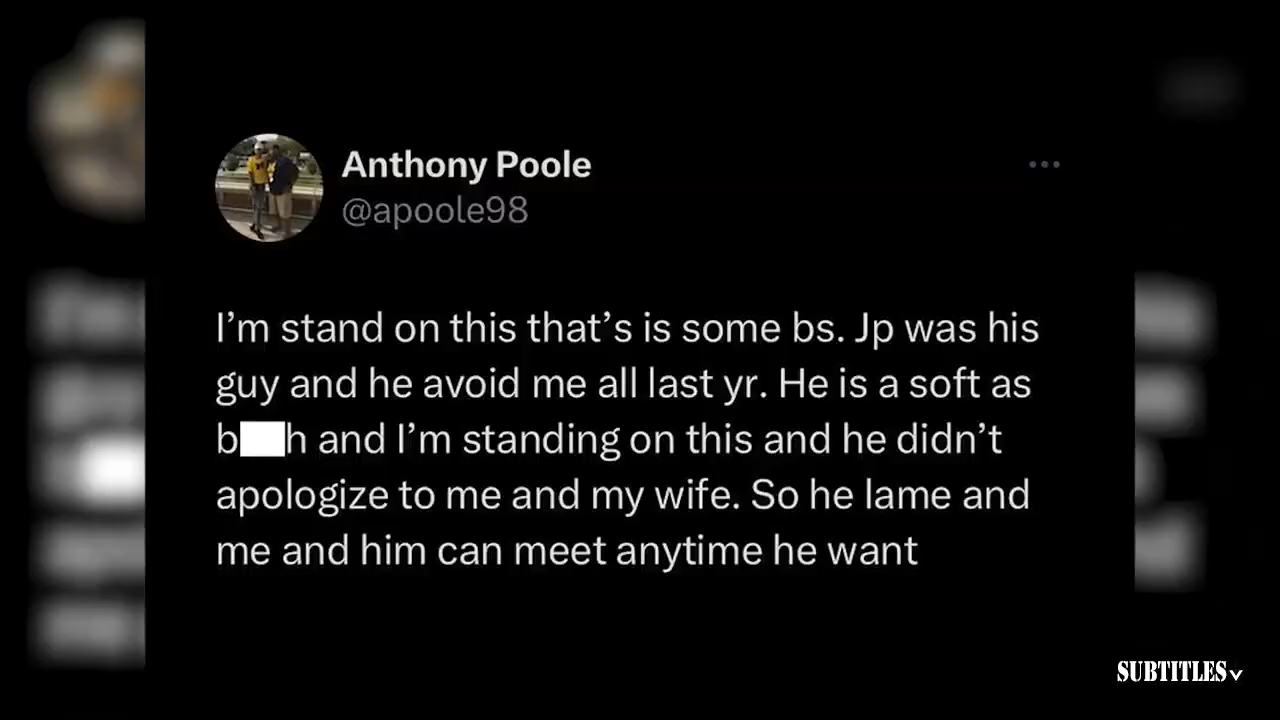 Anthony Poole
@apoole98
I'm stand on this that's is some bs. Jp was his
guy and he avoid me all last yr. He is a soft as
b h and I'm standing on this and he didn't
apologize to me and my wife. So he lame and
me and him can meet anytime he want
SUBTITLES